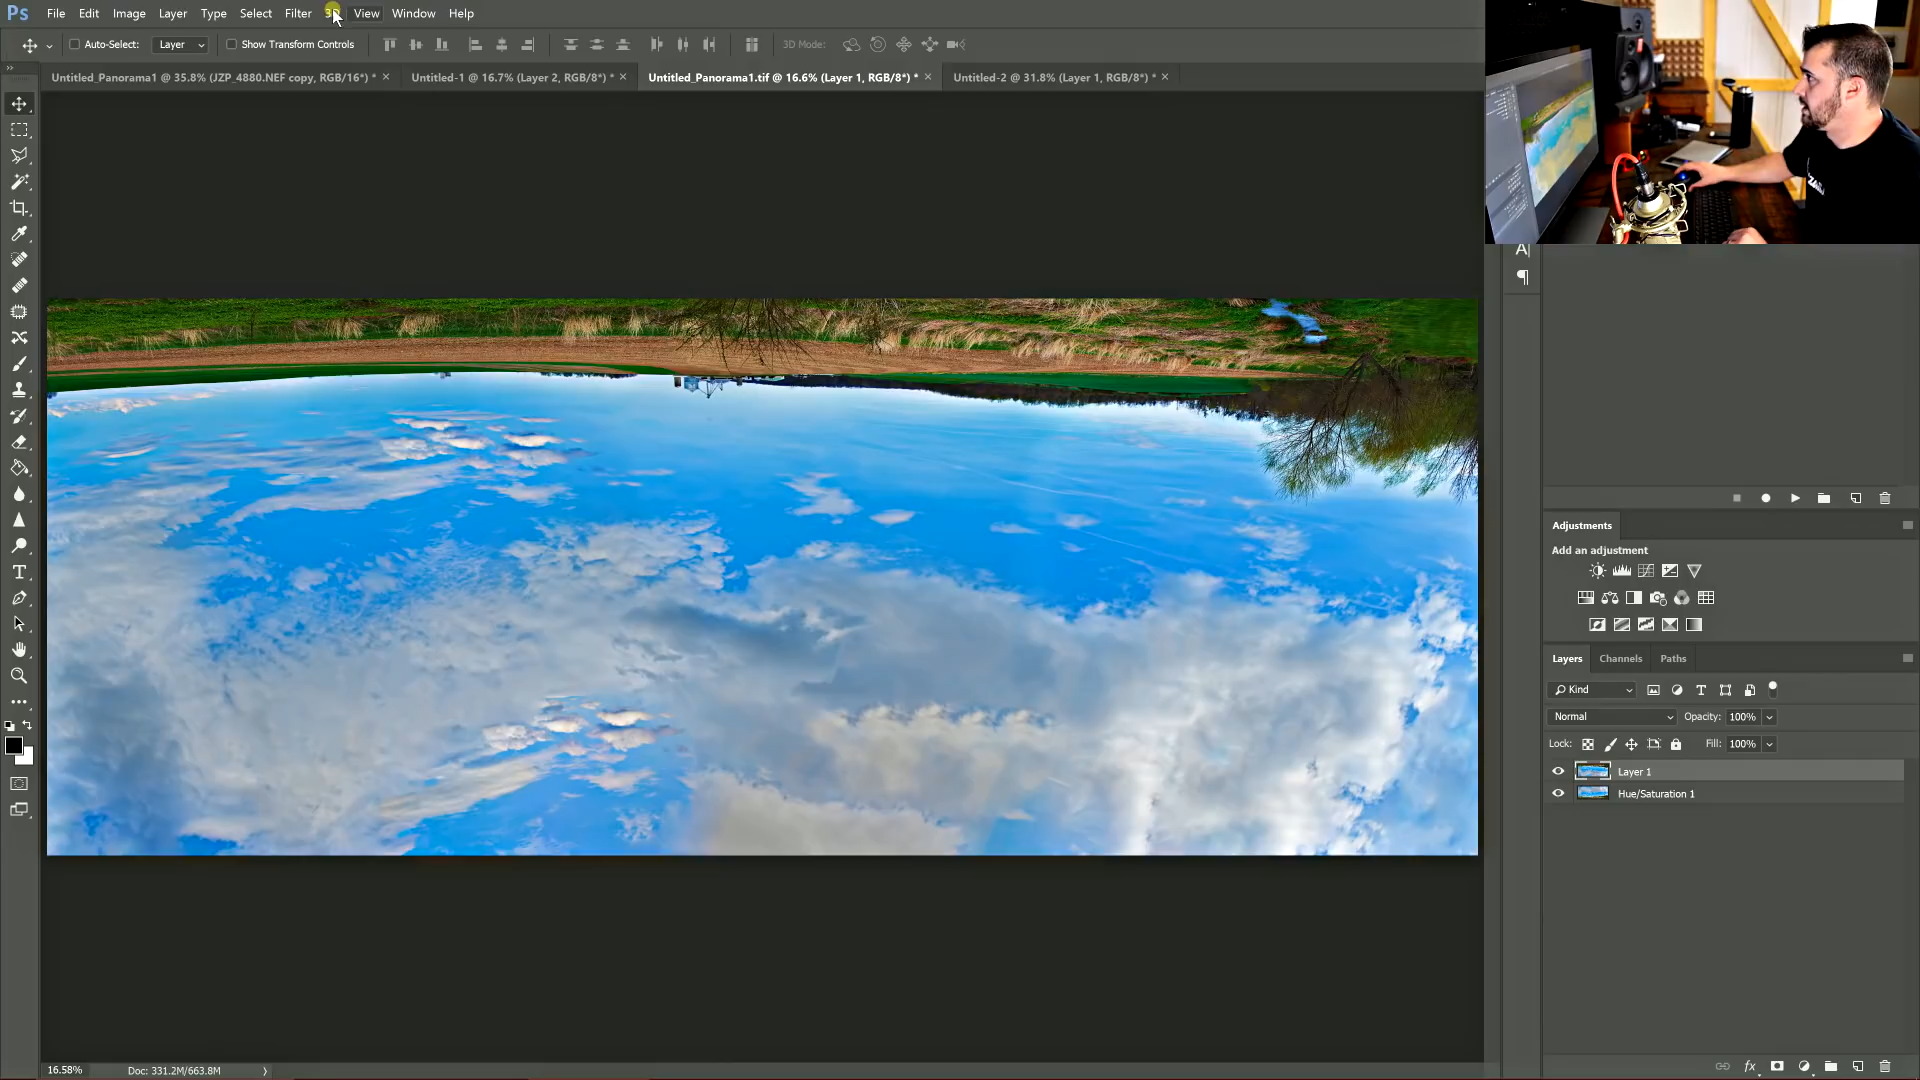 Ps File Edit Image Layer Type Select Filter 3D View Window Help
Auto-Select: Layer Show Transform Controls 3D Mode:
Untitled_Panorama1 @ 35.8% (JZP_4880.NEF copy, RGB/16*) * × Untitled-1 @ 16.7% (Layer 2, RGB/8*) * × Untitled_Panorama1.tif @ 16.6% (Layer 1, RGB/8*) * × Untitled-2 @ 31.8% (Layer 1, RGB/8*) * ×
Adjustments
Add an adjustment
Layers Channels Paths
Kind
Normal Opacity: 100%
Lock: Fill: 100%
Layer 1
Hue/Saturation 1
fx
16.58% Doc: 331.2M/663.8M